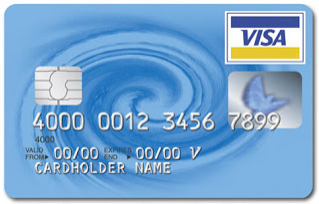 VISA
4000 0012 3456 7899
4000
VALID FROM▶ 00/00 EXPIRES END ▶ 00/00 V
CARDHOLDER NAME